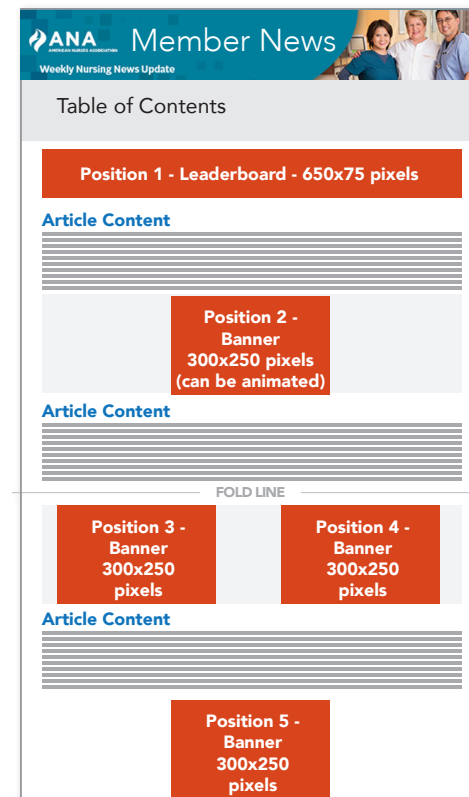 ANA Member News
AMERICAN NURSES ASSOCIATION
Weekly Nursing News Update
Table of Contents
Position 1 - Leaderboard - 650x75 pixels
Article Content
Position 2 -
Banner
300x250 pixels
(can be animated)
Article Content
FOLD LINE
Position 3 -
Banner
300x250
pixels
Position 4 -
Banner
300x250
pixels
Article Content
Position 5 -
Banner
300x250
pixels